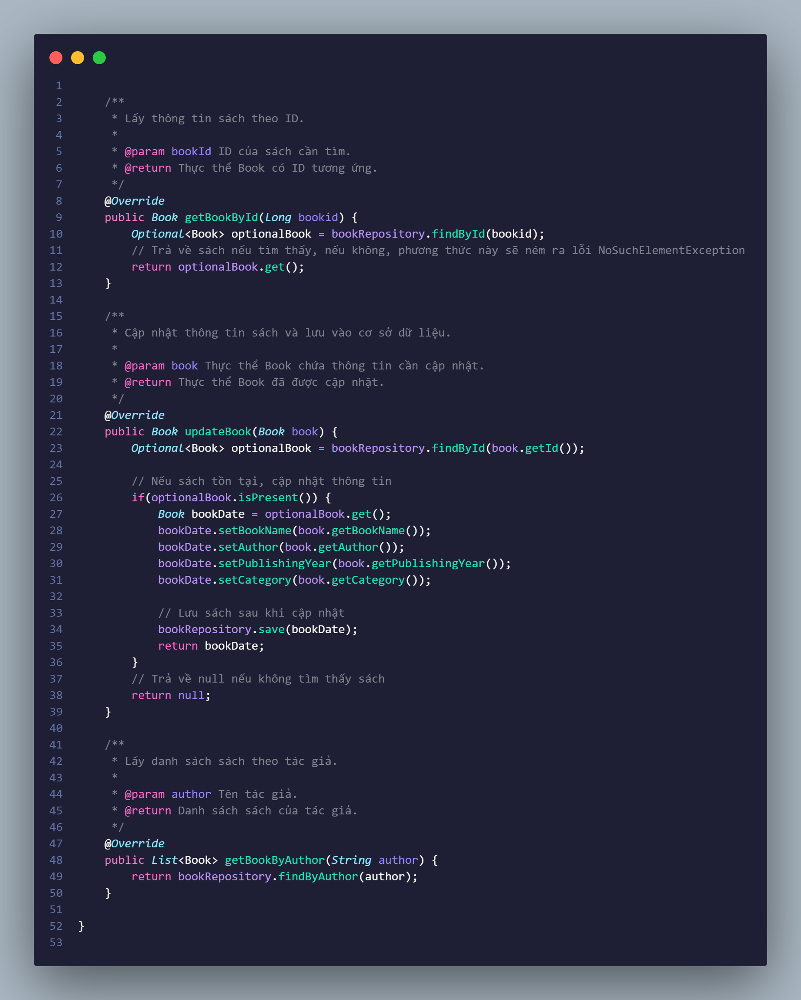 1
2     /**
3      * Lấy thông tin sách theo ID.
4      *
5      * @param bookId ID của sách cần tìm.
6      * @return Thực thể Book có ID tương ứng.
7      */
8     @Override
9     public Book getBookById(Long bookid) {
10         Optional<Book> optionalBook = bookRepository.findById(bookid);
11         // Trả về sách nếu tìm thấy, nếu không, phương thức này sẽ ném ra lỗi NoSuchElementException
12         return optionalBook.get();
13     }
14
15     /**
16      * Cập nhật thông tin sách và lưu vào cơ sở dữ liệu.
17      *
18      * @param book Thực thể Book chứa thông tin cần cập nhật.
19      * @return Thực thể Book đã được cập nhật.
20      */
21     @Override
22     public Book updateBook(Book book) {
23         Optional<Book> optionalBook = bookRepository.findById(book.getId());
24
25         // Nếu sách tồn tại, cập nhật thông tin
26         if(optionalBook.isPresent()) {
27             Book bookDate = optionalBook.get();
28             bookDate.setBookName(book.getBookName());
29             bookDate.setAuthor(book.getAuthor());
30             bookDate.setPublishingYear(book.getPublishingYear());
31             bookDate.setCategory(book.getCategory());
32
33             // Lưu sách sau khi cập nhật
34             bookRepository.save(bookDate);
35             return bookDate;
36         }
37         // Trả về null nếu không tìm thấy sách
38         return null;
39     }
40
41     /**
42      * Lấy danh sách sách theo tác giả.
43      *
44      * @param author Tên tác giả.
45      * @return Danh sách sách của tác giả.
46      */
47     @Override
48     public List<Book> getBookByAuthor(String author) {
49         return bookRepository.findByAuthor(author);
50     }
51
52 }
53